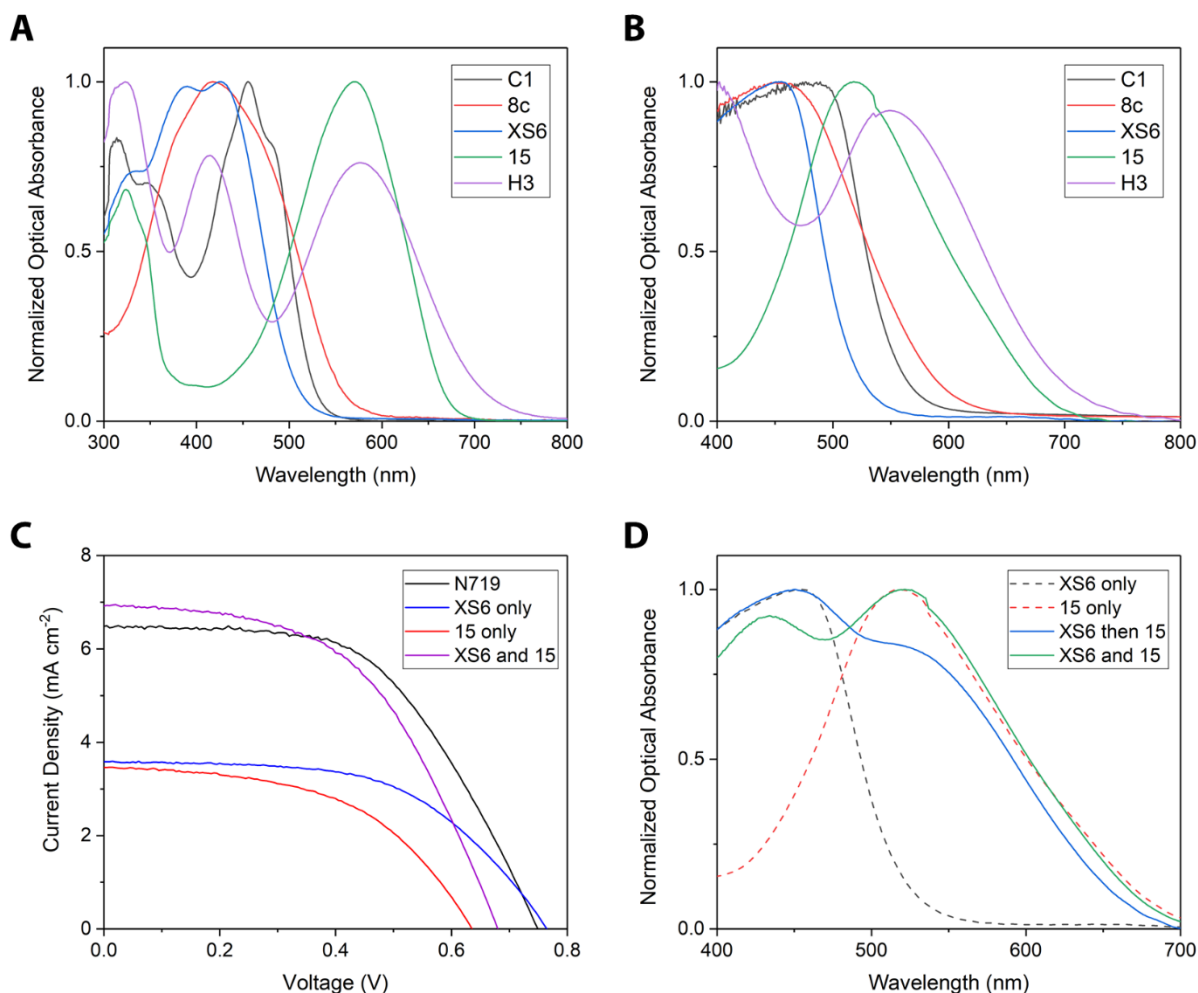 A
Normalized Optical Absorbance
1.0
0.5
0.0
300 400 500 600 700 800
Wavelength (nm)
C1
8c
XS6
15
H3
B
Normalized Optical Absorbance
1.0
0.5
0.0
400 500 600 700 800
Wavelength (nm)
C1
8c
XS6
15
H3
C
Current Density (mA cm-2)
8
6
4
2
0
0.0 0.2 0.4 0.6 0.8
Voltage (V)
N719
XS6 only
15 only
XS6 and 15
D
Normalized Optical Absorbance
1.0
0.5
0.0
400 500 600 700
Wavelength (nm)
XS6 only
15 only
XS6 then 15
XS6 and 15